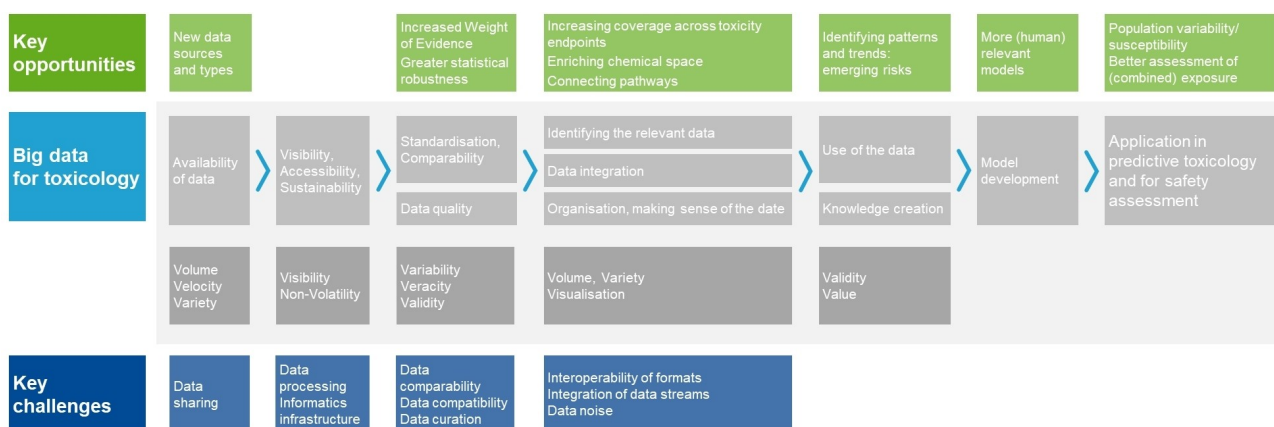 Key
opportunities
New data
sources
and types
Increased Weight
of Evidence
Greater statistical
robustness
Increasing coverage across toxicity
endpoints
Enriching chemical space
Connecting pathways
Identifying patterns
and trends:
emerging risks
More (human)
relevant
models
Population variability/
susceptibility
Better assessment of
(combined) exposure
Big data
for toxicology
Availability
of data
Visibility,
Accessibility,
Sustainability
Standardisation,
Comparability
Data quality
Identifying the relevant data
Data integration
Organisation, making sense of the date
Use of the data
Knowledge creation
Model
development
Application in
predictive toxicology
and for safety
assessment
Volume
Velocity
Variety
Visibility
Non-Volatility
Variability
Veracity
Validity
Volume, Variety
Visualisation
Validity
Value
Key
challenges
Data
sharing
Data
processing
Informatics
infrastructure
Data
comparability
Data compatibility
Data curation
Interoperability of formats
Integration of data streams
Data noise